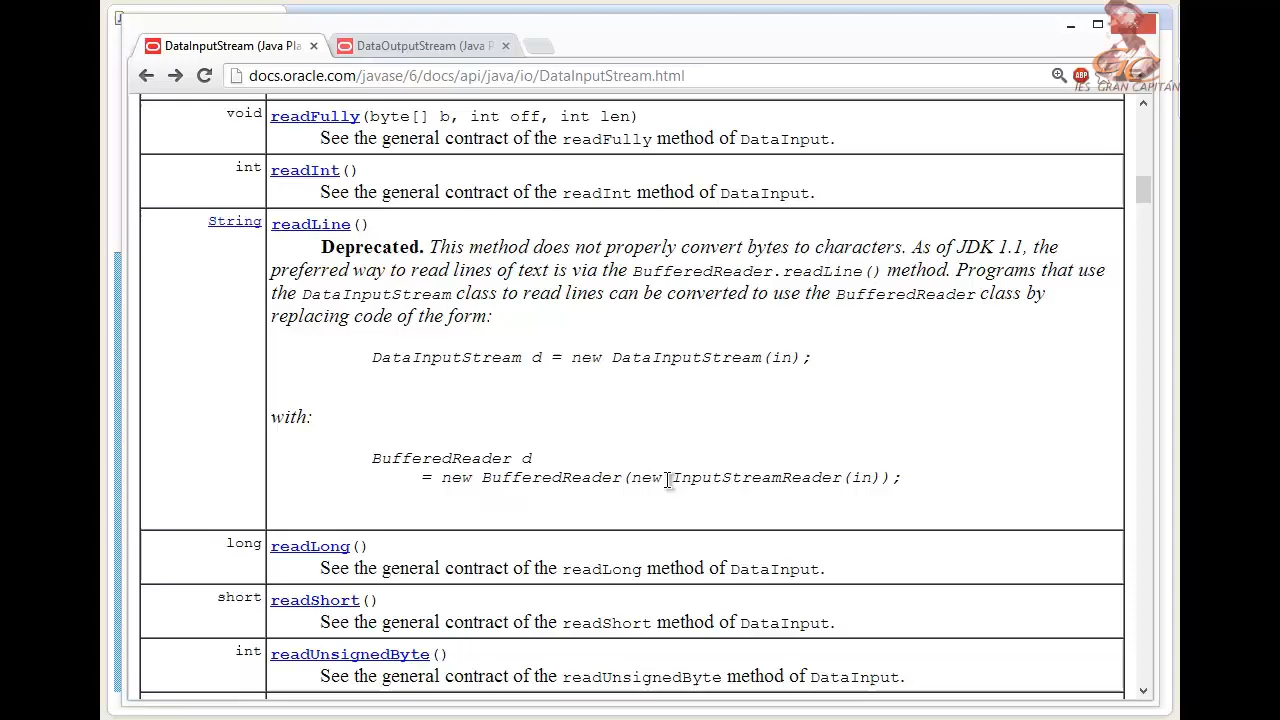 DataInputStream (Java Pla
DataOutputStream (Java P
docs.oracle.com/javase/6/docs/api/java/io/DataInputStream.html
ABP
IES GRAN CAPITÁN
void readFully(byte[] b, int off, int len)
See the general contract of the readFully method of DataInput.
int readInt()
See the general contract of the readInt method of DataInput.
String readLine()
Deprecated. This method does not properly convert bytes to characters. As of JDK 1.1, the
preferred way to read lines of text is via the BufferedReader.readLine() method. Programs that use
the DataInputStream class to read lines can be converted to use the BufferedReader class by
replacing code of the form:
DataInputStream d = new DataInputStream(in);
with:
BufferedReader d
= new BufferedReader(new InputStreamReader(in));
long readLong()
See the general contract of the readLong method of DataInput.
short readShort()
See the general contract of the readShort method of DataInput.
int readUnsignedByte()
See the general contract of the readUnsignedByte method of DataInput.